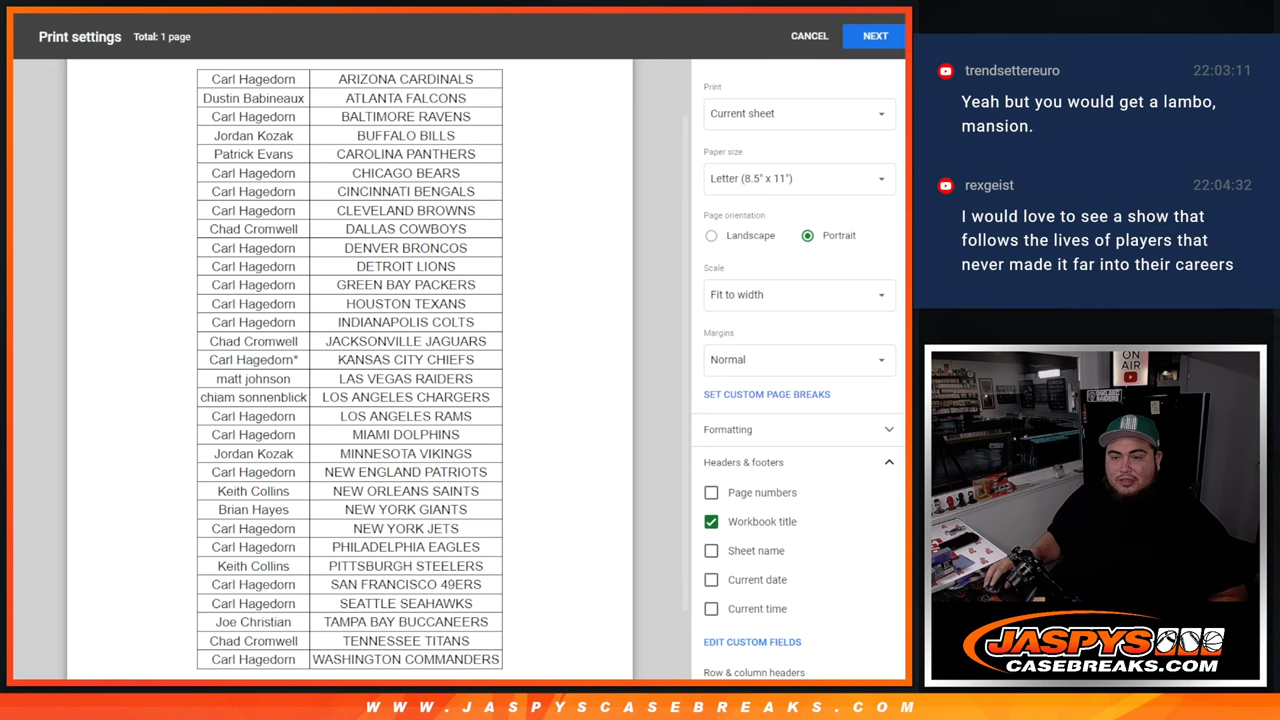 Print settings Total: 1 page CANCEL NEXT
Carl Hagedorn ARIZONA CARDINALS
Dustin Babineaux ATLANTA FALCONS
Carl Hagedorn BALTIMORE RAVENS
Jordan Kozak BUFFALO BILLS
Patrick Evans CAROLINA PANTHERS
Carl Hagedorn CHICAGO BEARS
Carl Hagedorn CINCINNATI BENGALS
Carl Hagedorn CLEVELAND BROWNS
Chad Cromwell DALLAS COWBOYS
Carl Hagedorn DENVER BRONCOS
Carl Hagedorn DETROIT LIONS
Carl Hagedorn GREEN BAY PACKERS
Carl Hagedorn HOUSTON TEXANS
Carl Hagedorn INDIANAPOLIS COLTS
Chad Cromwell JACKSONVILLE JAGUARS
Carl Hagedorn* KANSAS CITY CHIEFS
matt johnson LAS VEGAS RAIDERS
chiam sonnenblick LOS ANGELES CHARGERS
Carl Hagedorn LOS ANGELES RAMS
Carl Hagedorn MIAMI DOLPHINS
Jordan Kozak MINNESOTA VIKINGS
Carl Hagedorn NEW ENGLAND PATRIOTS
Keith Collins NEW ORLEANS SAINTS
Brian Hayes NEW YORK GIANTS
Carl Hagedorn NEW YORK JETS
Carl Hagedorn PHILADELPHIA EAGLES
Keith Collins PITTSBURGH STEELERS
Carl Hagedorn SAN FRANCISCO 49ERS
Carl Hagedorn SEATTLE SEAHAWKS
Joe Christian TAMPA BAY BUCCANEERS
Chad Cromwell TENNESSEE TITANS
Carl Hagedorn WASHINGTON COMMANDERS
Print
Current sheet
Paper size
Letter (8.5" x 11")
Page orientation
Landscape Portrait
Scale
Fit to width
Margins
Normal
SET CUSTOM PAGE BREAKS
Formatting
Headers & footers
Page numbers
Workbook title
Sheet name
Current date
Current time
EDIT CUSTOM FIELDS
Row & column headers
trendsettereuro 22:03:11
Yeah but you would get a lambo,
mansion.
rexgeist 22:04:32
I would love to see a show that
follows the lives of players that
never made it far into their careers
ON
AIR
JASPYS
CASEBREAKS.COM
WWW.JASPYSCASEBREAKS.COM